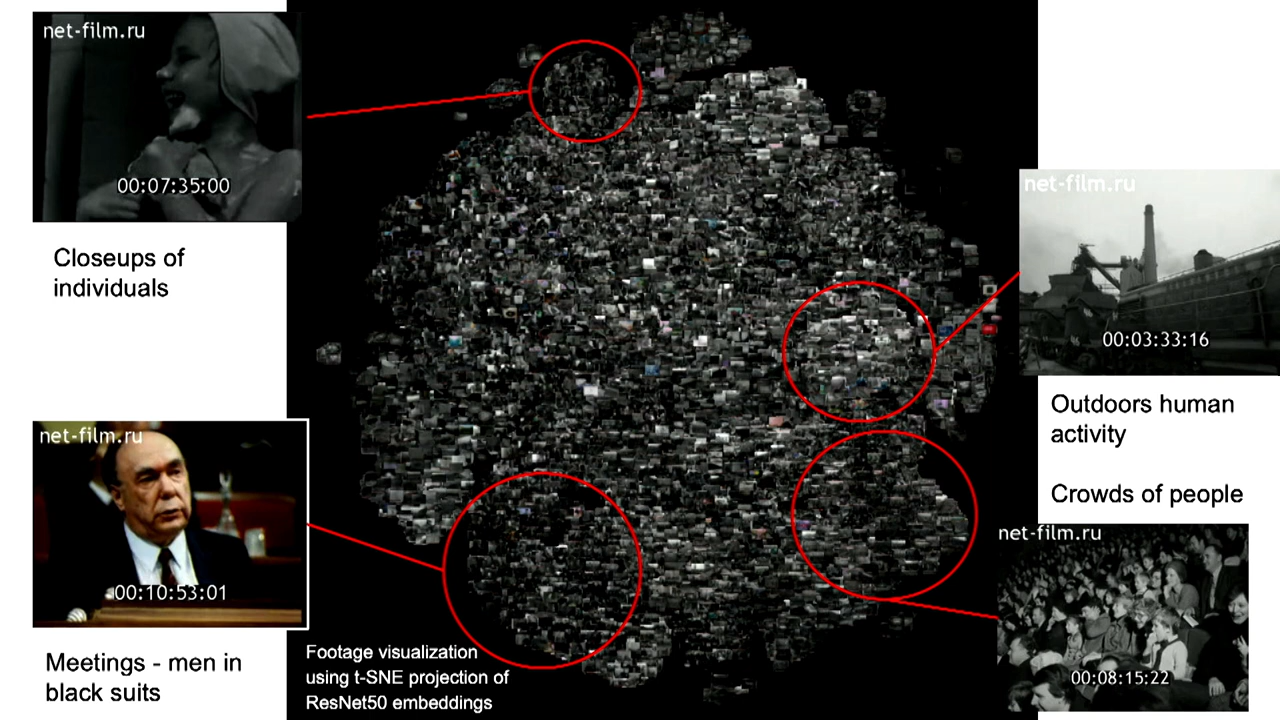 net-film.ru
00:07:35:00
Closeups of
individuals
net-film.ru
00:03:33:16
Outdoors human
activity
Crowds of people
net-film.ru
00:08:15:22
net-film.ru
00:10:53:01
Meetings - men in
black suits
Footage visualization
using t-SNE projection of
ResNet50 embeddings